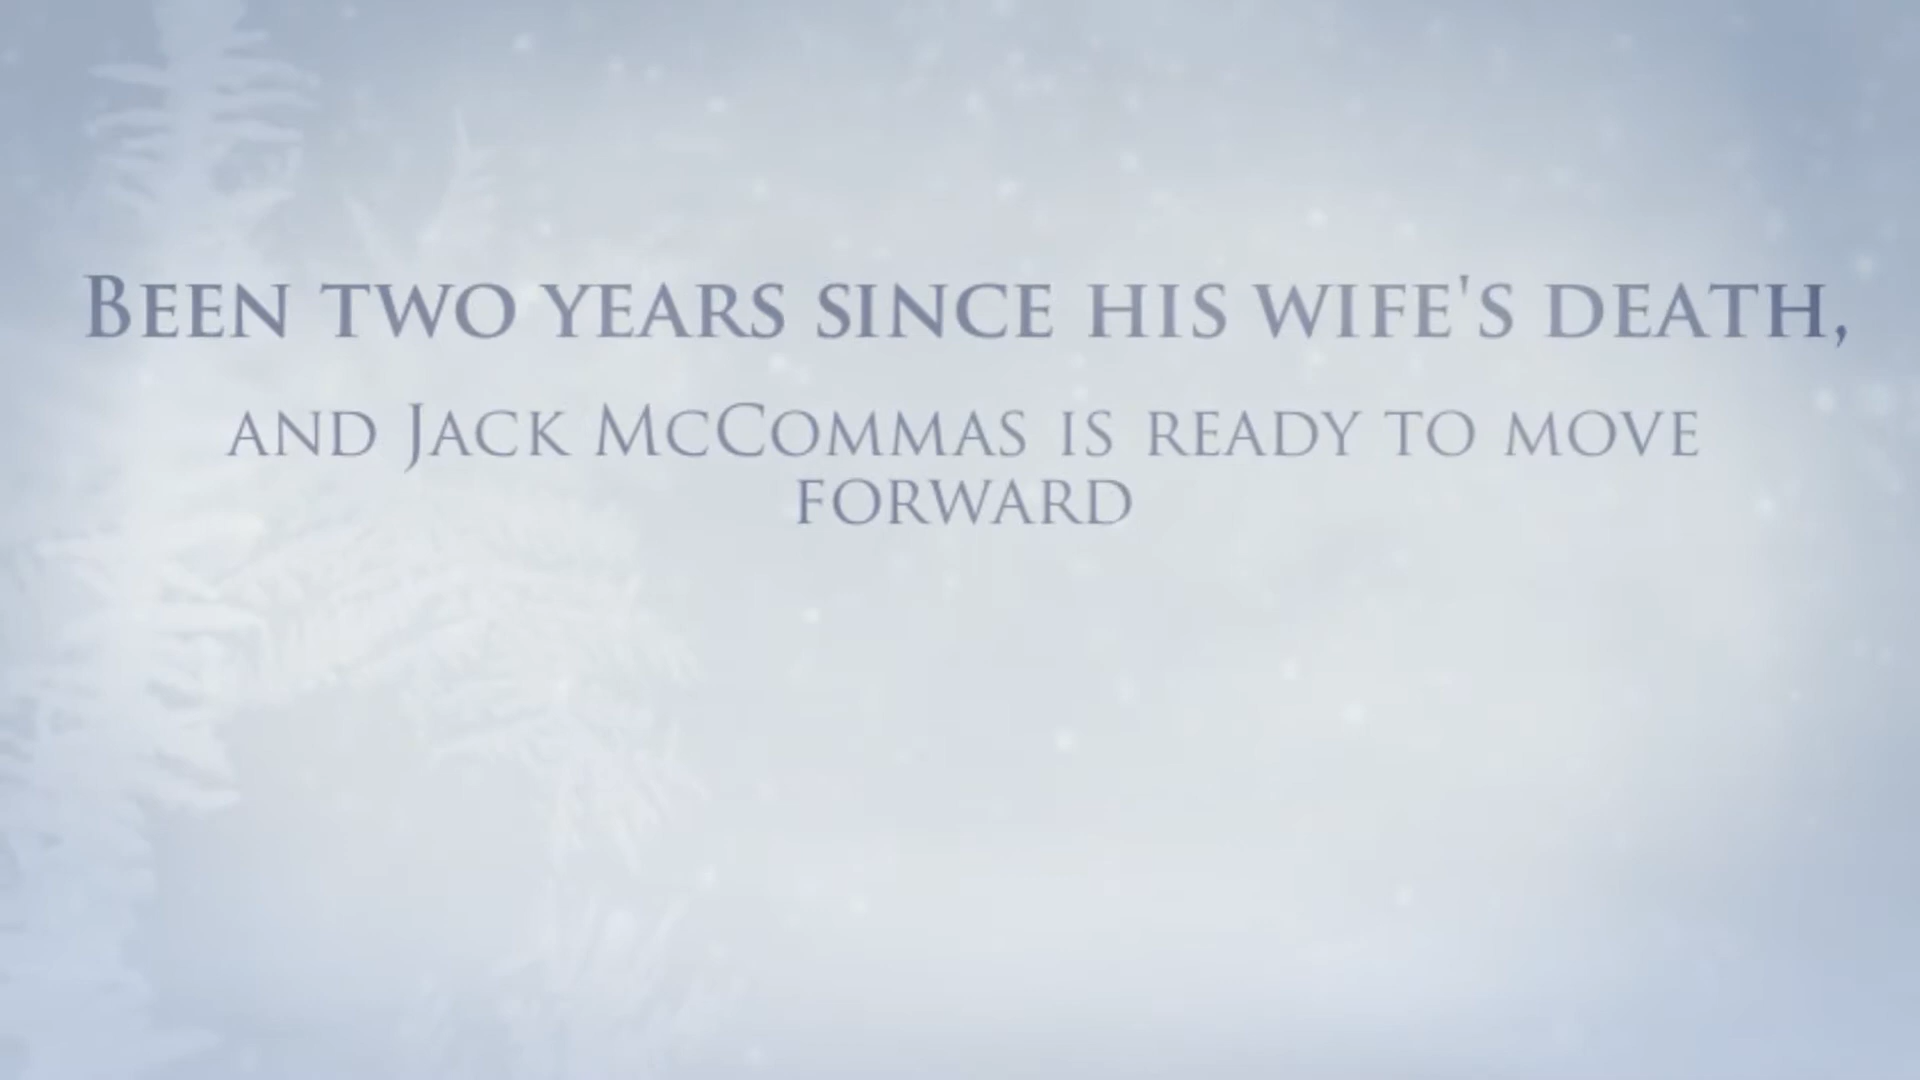 Been two years since his wife's death,
and Jack McCommas is ready to move
forward